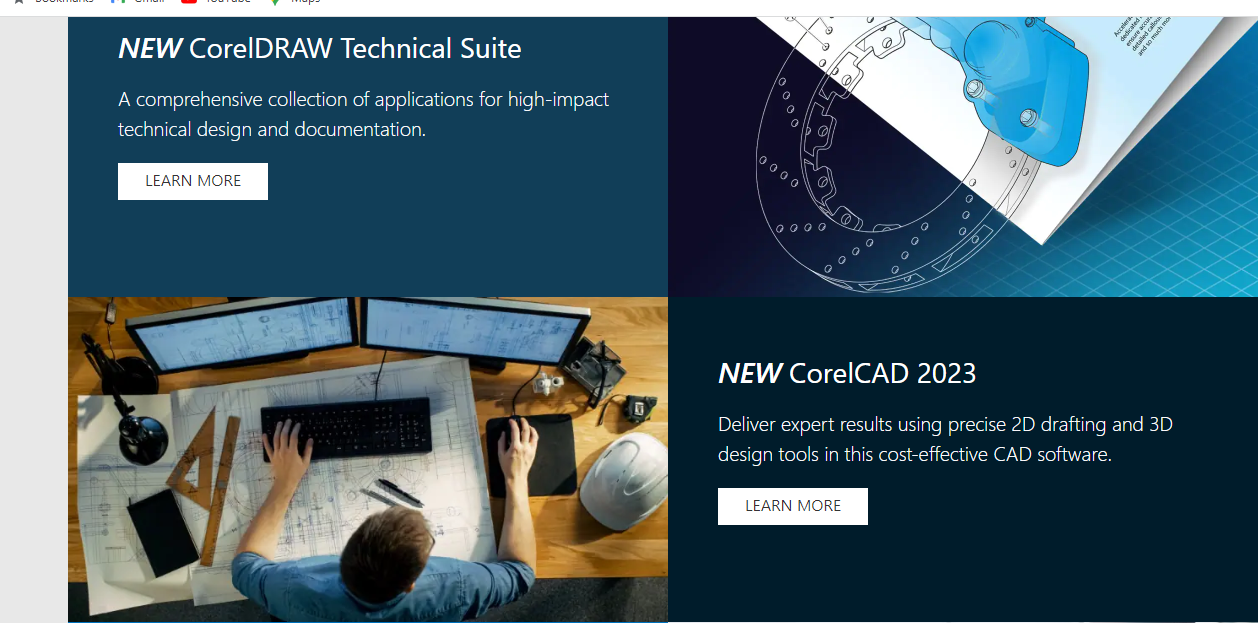 Bookmarks Gmail YouTube Maps
NEW CorelDRAW Technical Suite
A comprehensive collection of applications for high-impact
technical design and documentation.
LEARN MORE
NEW CorelCAD 2023
Deliver expert results using precise 2D drafting and 3D
design tools in this cost-effective CAD software.
LEARN MORE